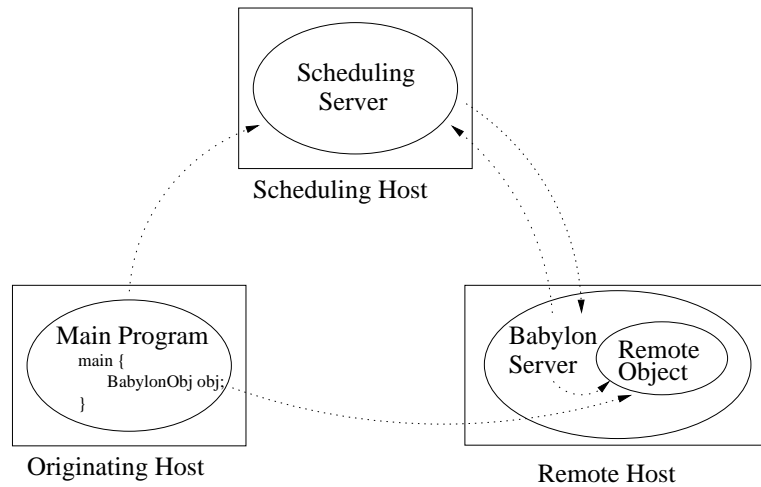 Scheduling
Server
Scheduling Host
Main Program
main {
BabylonObj obj;
}
Originating Host
Babylon
Server
Remote
Object
Remote Host